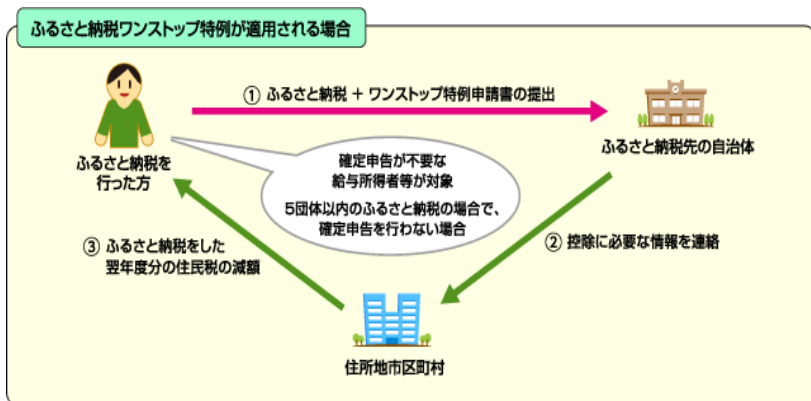 ふるさと納税ワンストップ特例が適用される場合
① ふるさと納税 + ワンストップ特例申請書の提出
ふるさと納税を
行った方
ふるさと納税先の自治体
確定申告が不要な
給与所得者等が対象
5団体以内のふるさと納税の場合で、
確定申告を行わない場合
② 控除に必要な情報を連絡
③ ふるさと納税をした
翌年度分の住民税の減額
住所地市区町村